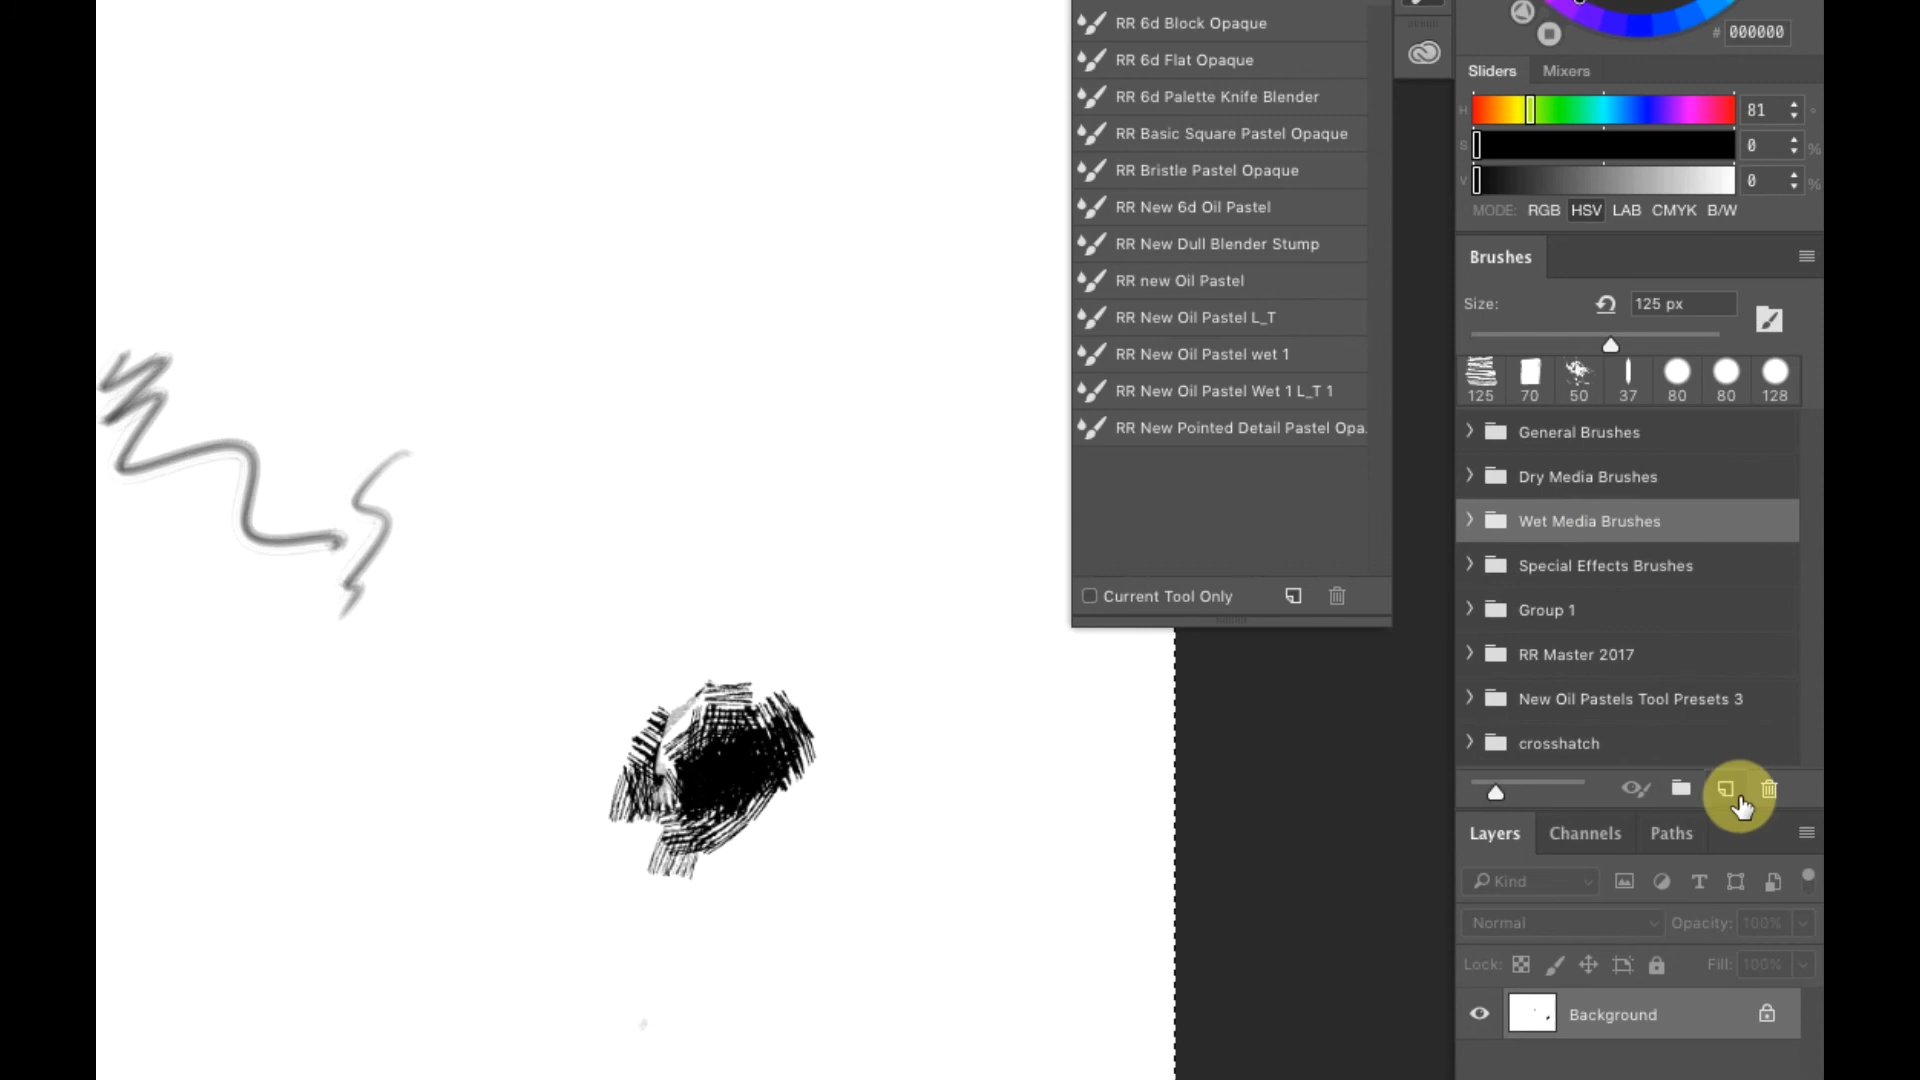 RR 6d Block Opaque
RR 6d Flat Opaque
RR 6d Palette Knife Blender
RR Basic Square Pastel Opaque
RR Bristle Pastel Opaque
RR New 6d Oil Pastel
RR New Dull Blender Stump
RR new Oil Pastel
RR New Oil Pastel L_T
RR New Oil Pastel wet 1
RR New Oil Pastel Wet 1 L_T 1
RR New Pointed Detail Pastel Opa.
Current Tool Only
# 000000
Sliders Mixers
H 81 °
S 0 %
V 0 %
MODE: RGB HSV LAB CMYK B/W
Brushes
Size: 125 px
125 70 50 37 80 80 128
General Brushes
Dry Media Brushes
Wet Media Brushes
Special Effects Brushes
Group 1
RR Master 2017
New Oil Pastels Tool Presets 3
crosshatch
Layers Channels Paths
Kind
Normal Opacity: 100%
Lock: Fill: 100%
Background